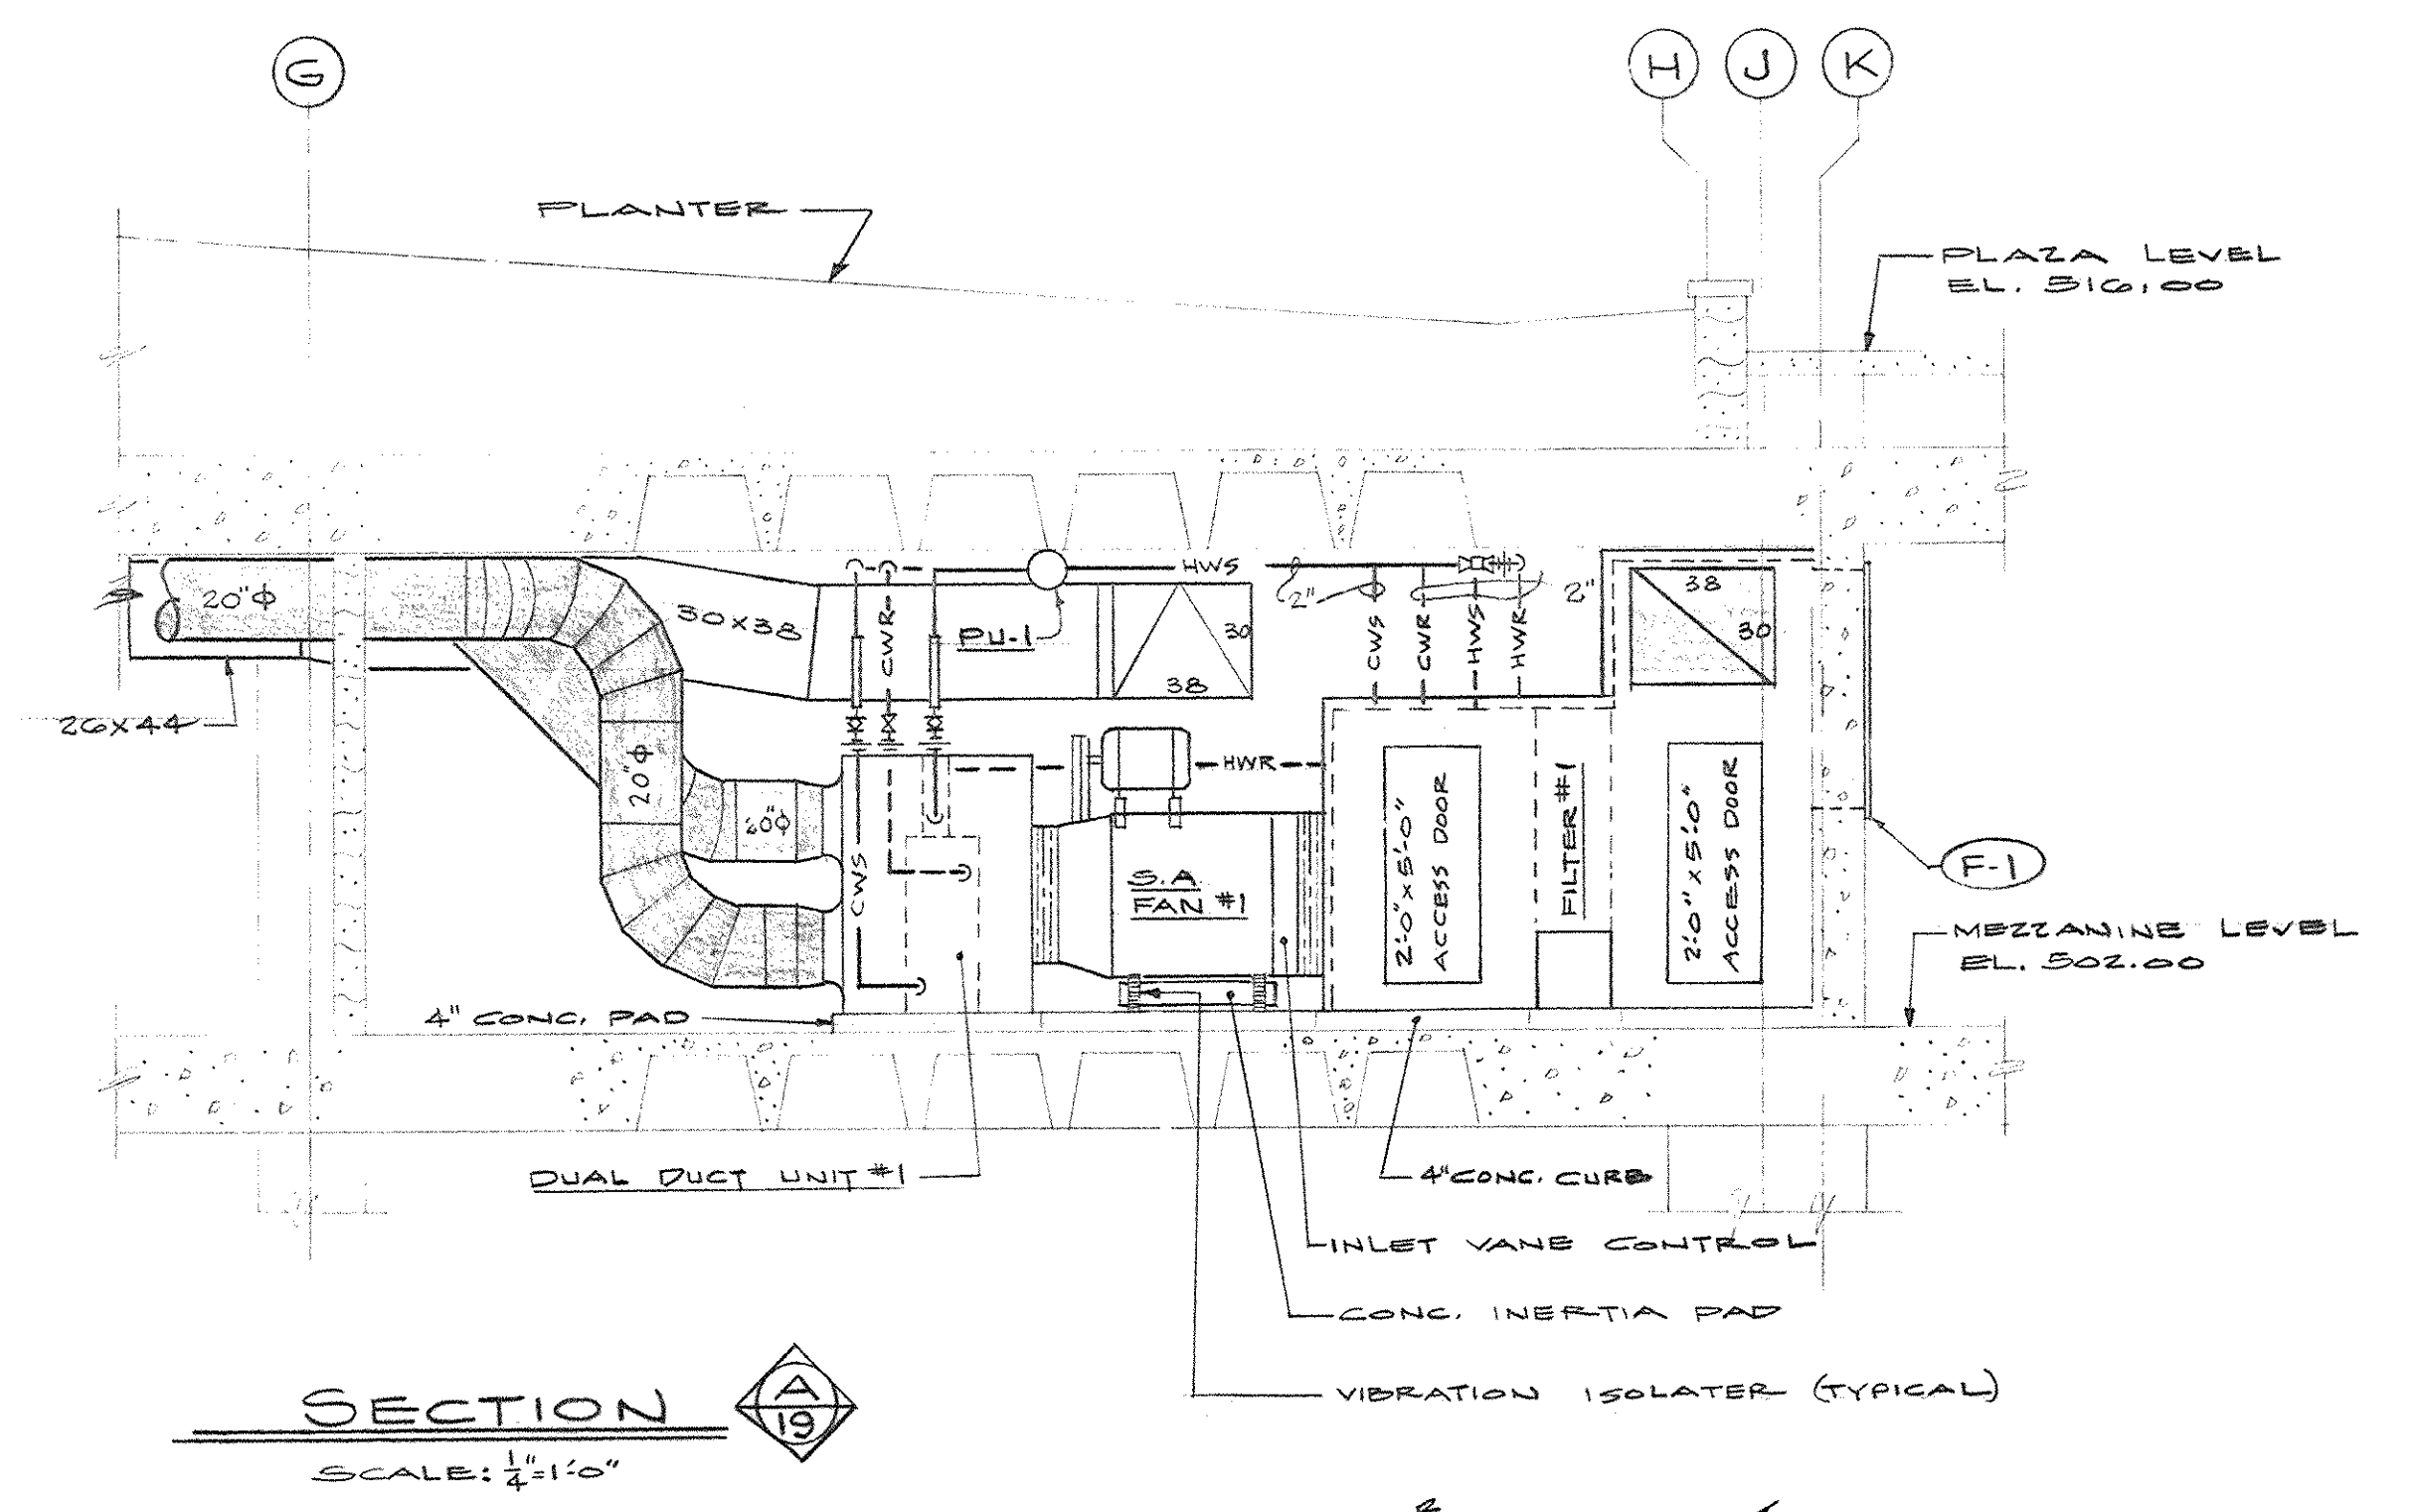 G
H J K
PLANTER
PLAZA LEVEL
EL. 516.00
20"Φ
30x38
CWR
PU-1
HWS
38
30
2"
CWS
CWR
HWS
HWR
2"
38
30
26x44
20"Φ
20"Φ
CWS
HWR
S.A.
FAN #1
2'-0" x 5'-0"
ACCESS DOOR
FILTER #1
2'-0" x 5'-0"
ACCESS DOOR
F-1
MEZZANINE LEVEL
EL. 502.00
4" CONC. PAD
DUAL DUCT UNIT #1
4" CONC. CURB
INLET VANE CONTROL
CONC. INERTIA PAD
VIBRATION ISOLATER (TYPICAL)
SECTION
A
19
SCALE: 1/4"=1'-0"